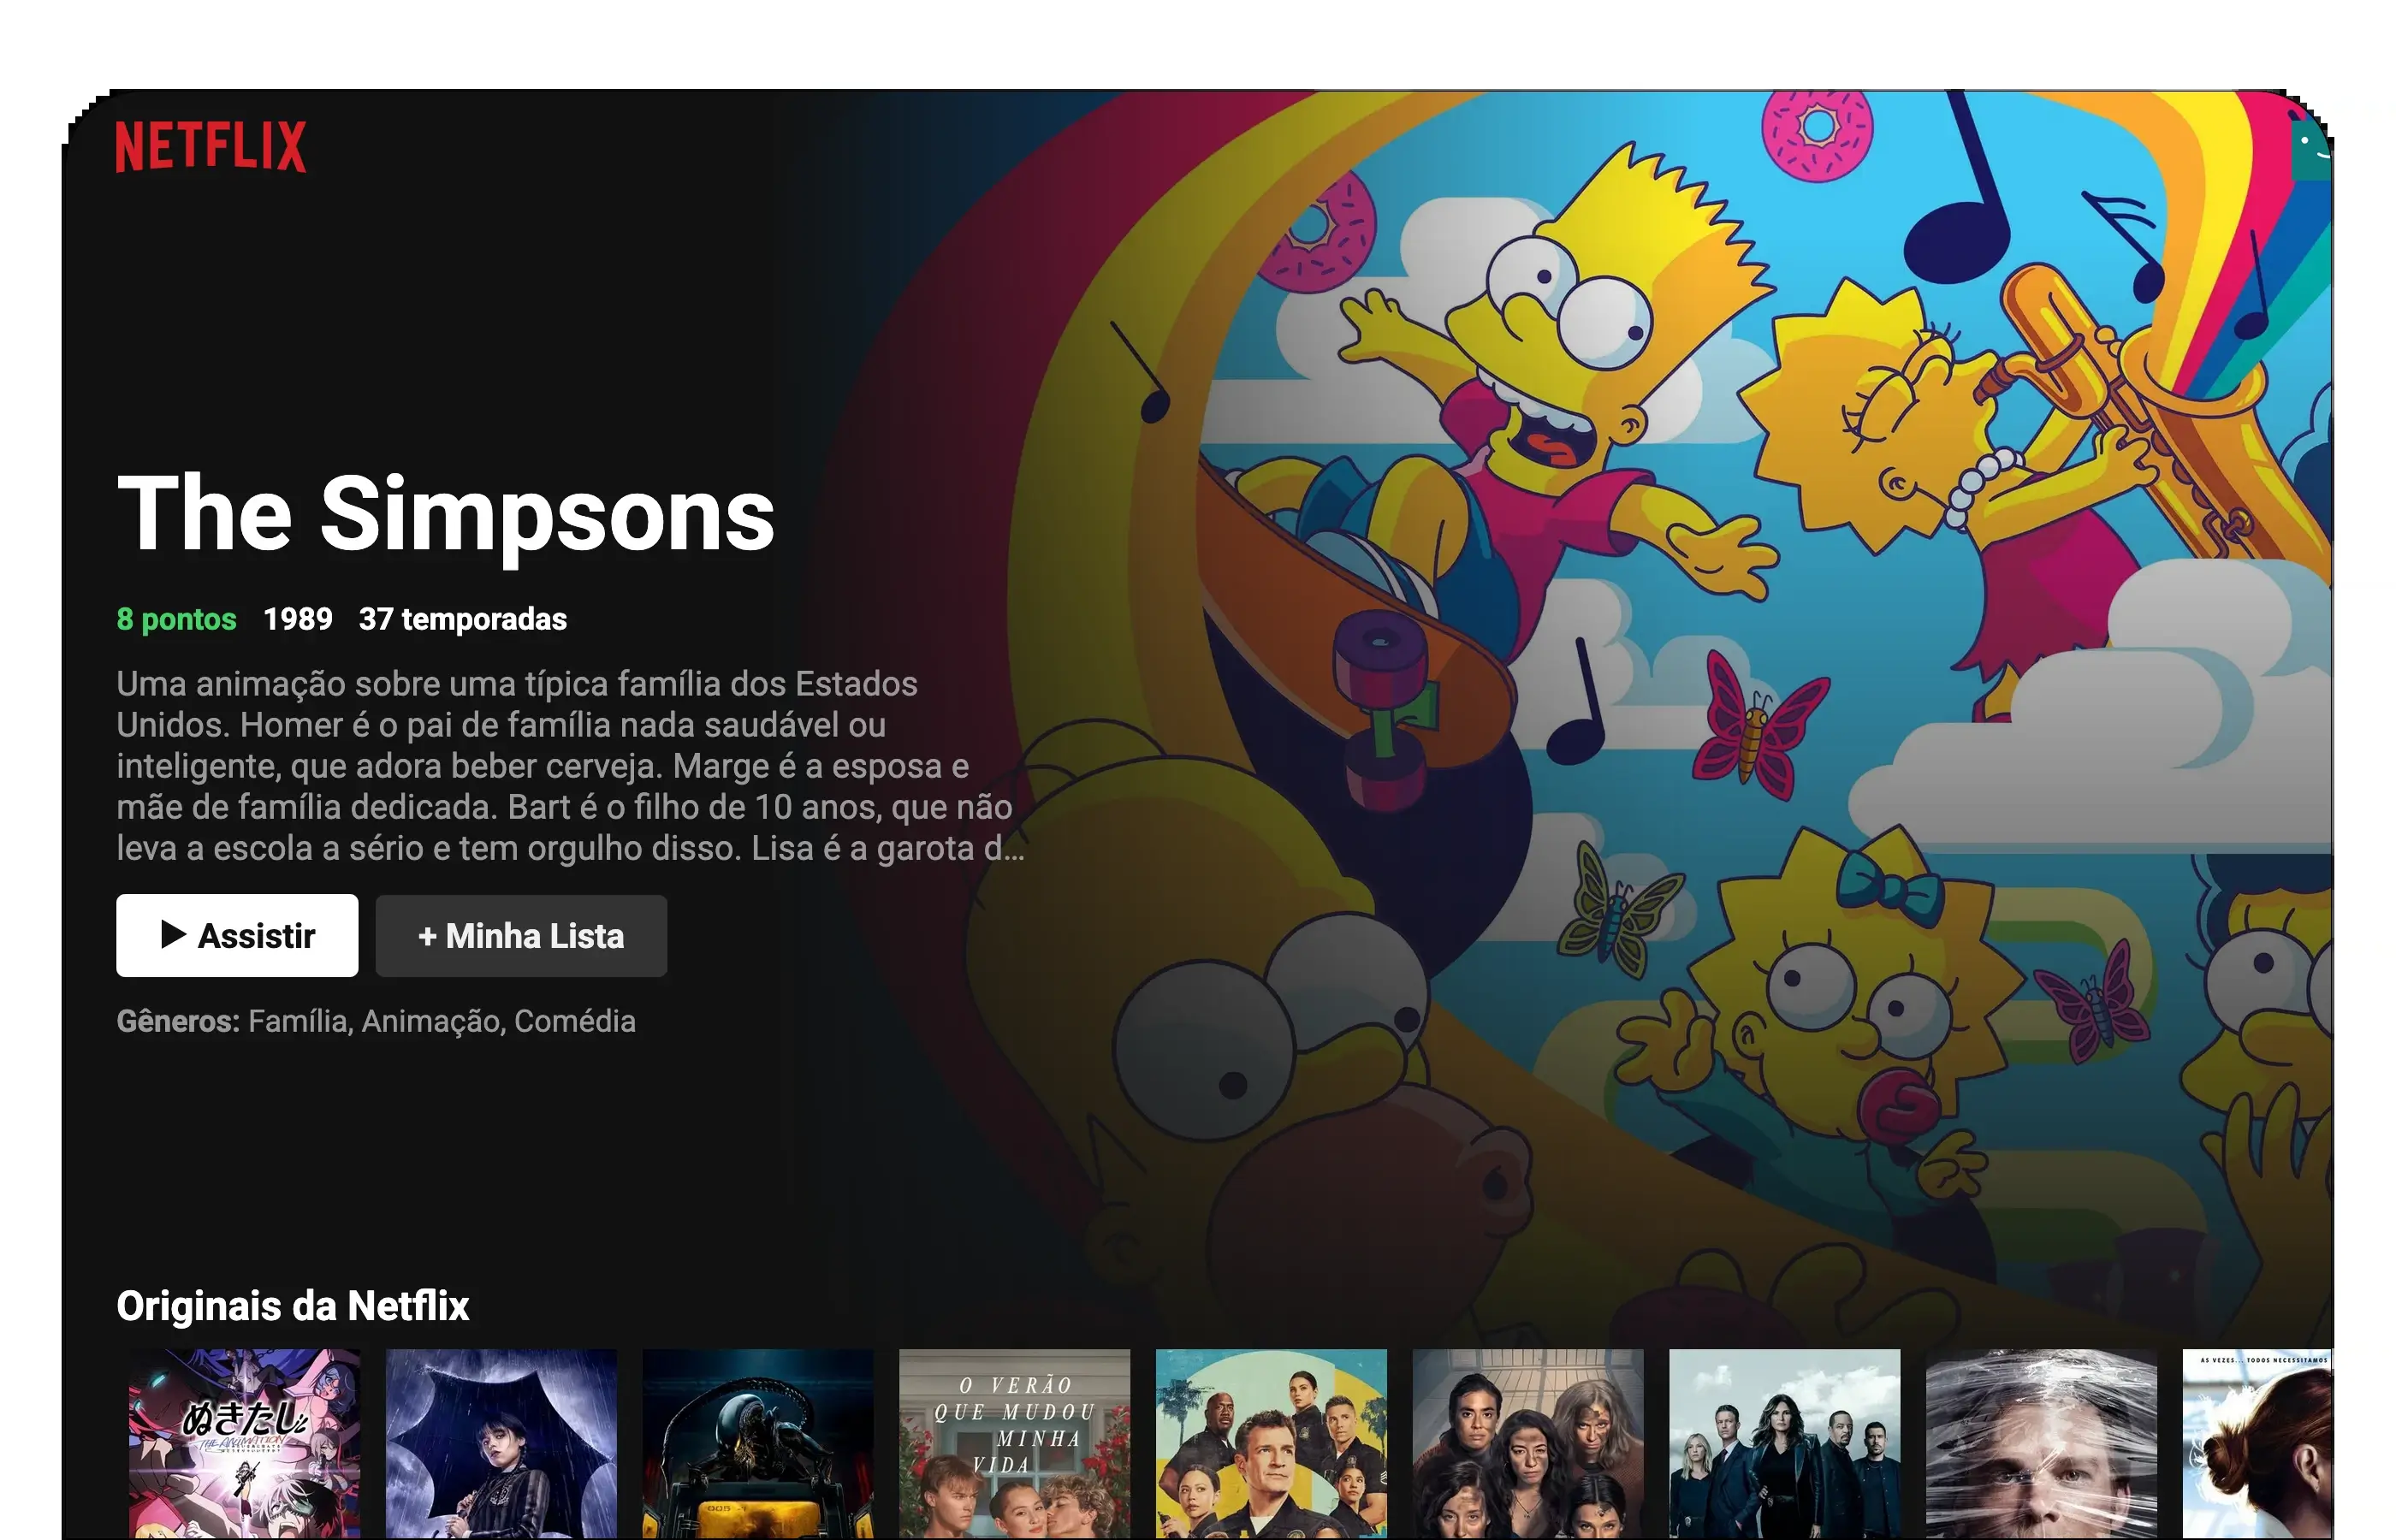 NETFLIX
The Simpsons
8 pontos 1989 37 temporadas
Uma animação sobre uma típica família dos Estados
Unidos. Homer é o pai de família nada saudável ou
inteligente, que adora beber cerveja. Marge é a esposa e
mãe de família dedicada. Bart é o filho de 10 anos, que não
leva a escola a sério e tem orgulho disso. Lisa é a garota d...
Assistir
+ Minha Lista
Gêneros: Família, Animação, Comédia
Originais da Netflix
ぬきたし
THE ANIMATION
O VERÃO
QUE MUDOU
MINHA
VIDA
AS VEZES... TODOS NECESSITAMOS